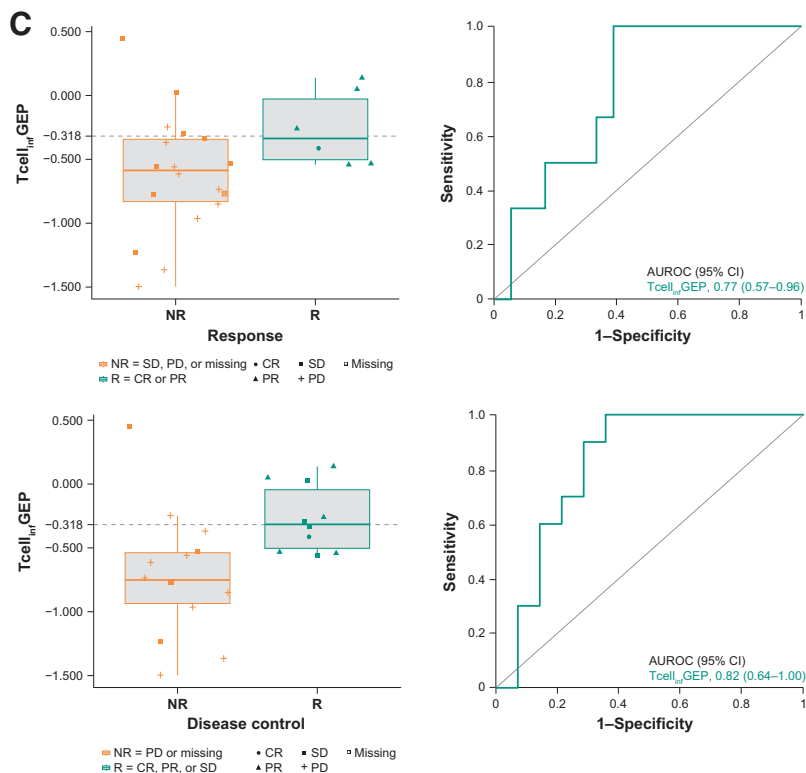 C
0.500
0.000
−0.318
−0.500
−1.000
−1.500
TcellinfGEP
NR
R
Response
NR = SD, PD, or missing
CR
SD
Missing
R = CR or PR
PR
PD
1.0
0.8
0.6
0.4
0.2
0
Sensitivity
AUROC (95% CI)
TcellinfGEP, 0.77 (0.57–0.96)
0
0.2
0.4
0.6
0.8
1
1–Specificity
0.500
0.000
−0.318
−0.500
−1.000
−1.500
TcellinfGEP
NR
R
Disease control
NR = PD or missing
CR
SD
Missing
R = CR, PR, or SD
PR
PD
1.0
0.8
0.6
0.4
0.2
0
Sensitivity
AUROC (95% CI)
TcellinfGEP, 0.82 (0.64–1.00)
0
0.2
0.4
0.6
0.8
1
1–Specificity